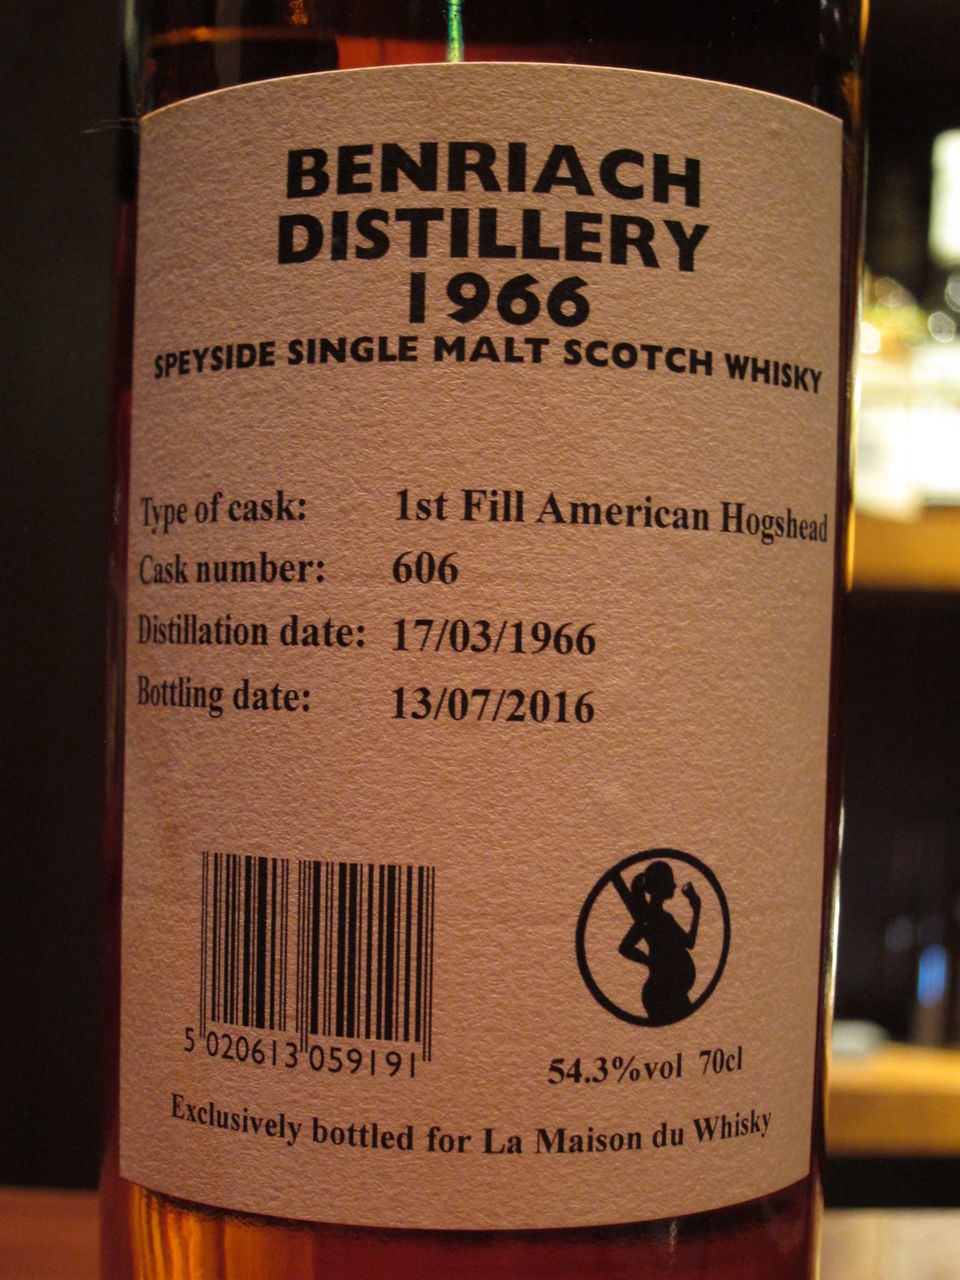 BENRIACH
DISTILLERY
1966
SPEYSIDE SINGLE MALT SCOTCH WHISKY
Type of cask: 1st Fill American Hogshead
Cask number: 606
Distillation date: 17/03/1966
Bottling date: 13/07/2016
5 020613 059191
54.3%vol 70cl
Exclusively bottled for La Maison du Whisky